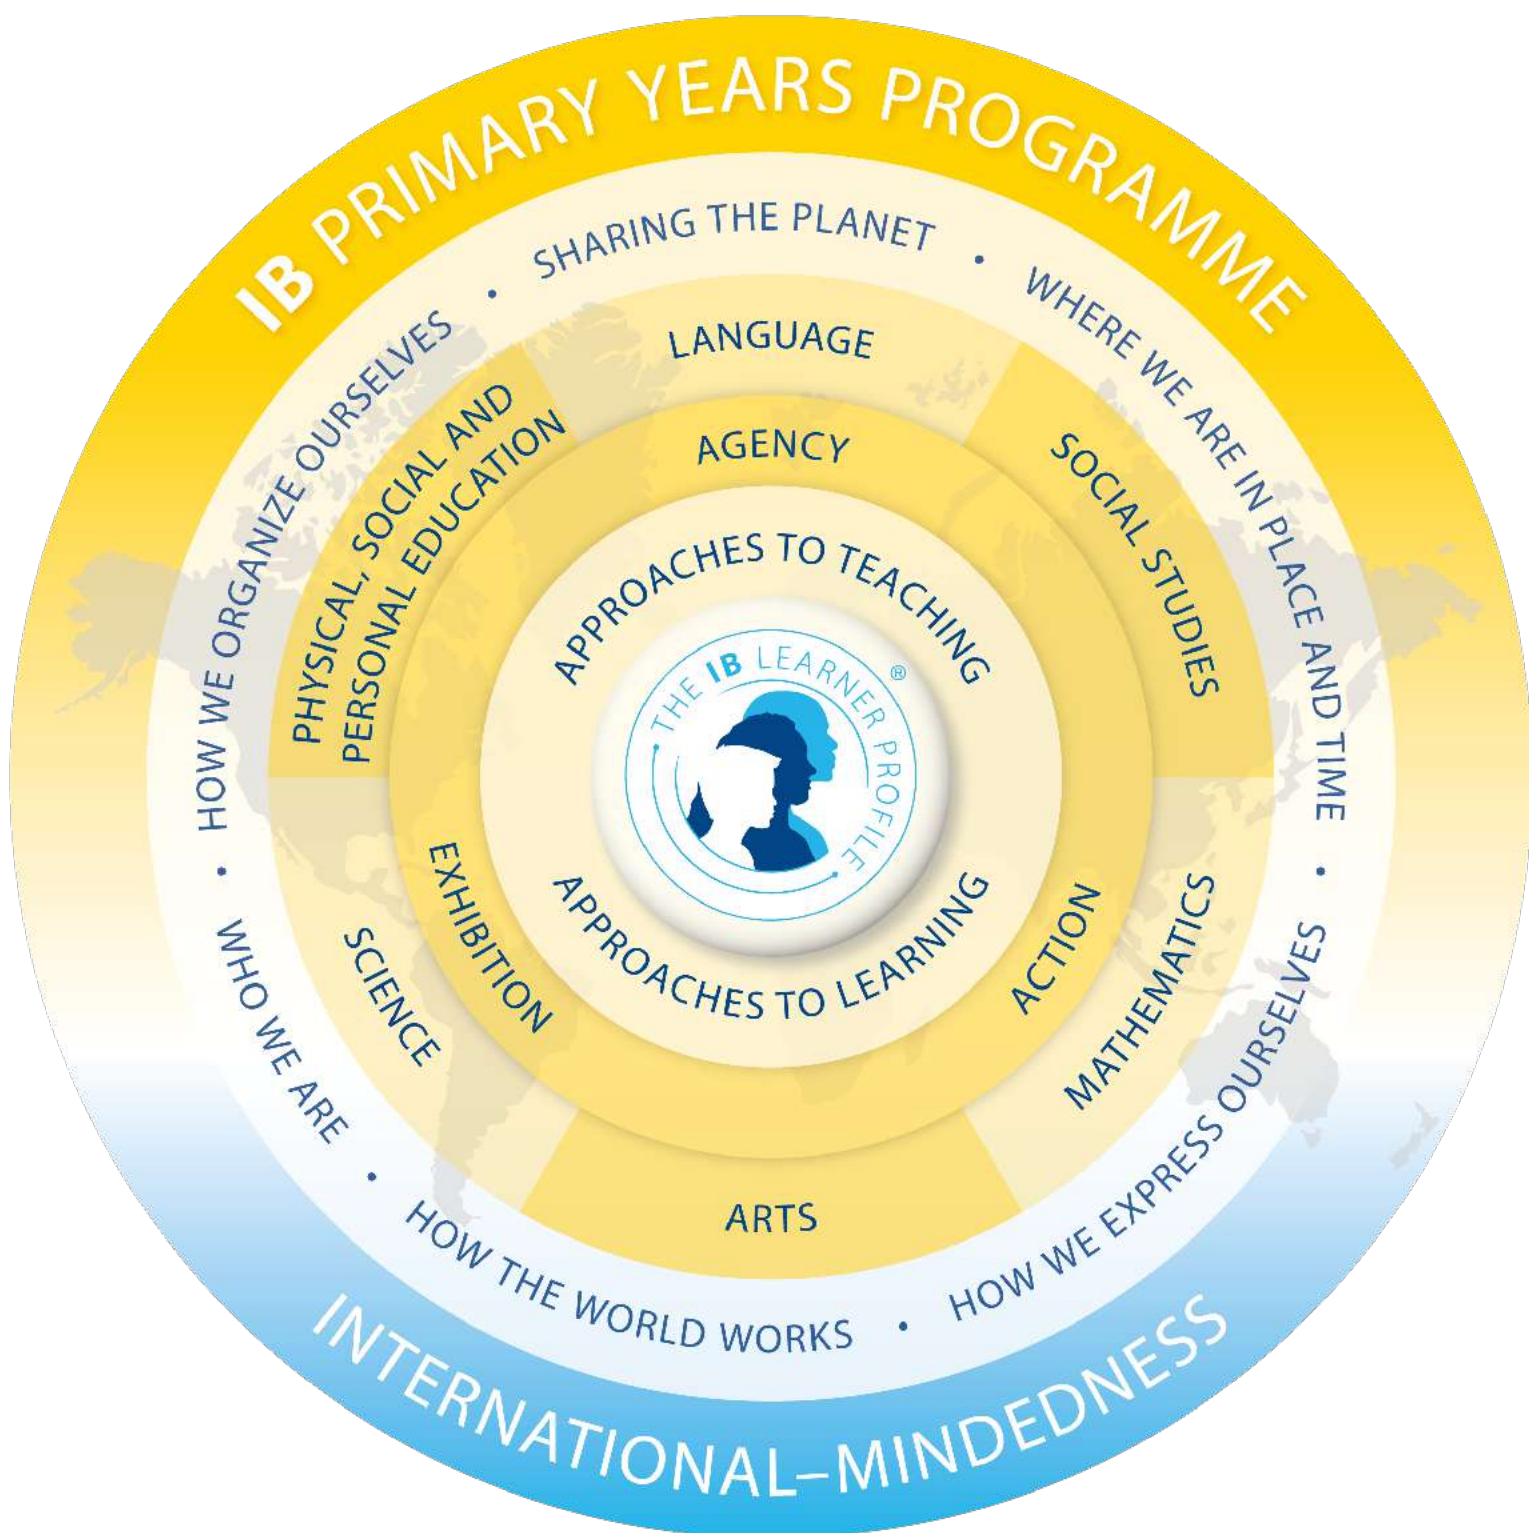 IB PRIMARY YEARS PROGRAMME
SHARING THE PLANET •
WHERE WE ARE IN PLACE AND TIME •
HOW WE EXPRESS OURSELVES •
HOW THE WORLD WORKS •
WHO WE ARE •
HOW WE ORGANIZE OURSELVES •
LANGUAGE
SOCIAL STUDIES
MATHEMATICS
ARTS
SCIENCE
PHYSICAL, SOCIAL AND
PERSONAL EDUCATION
AGENCY
ACTION
EXHIBITION
APPROACHES TO TEACHING
THE IB LEARNER PROFILE ®
APPROACHES TO LEARNING
INTERNATIONAL–MINDEDNESS